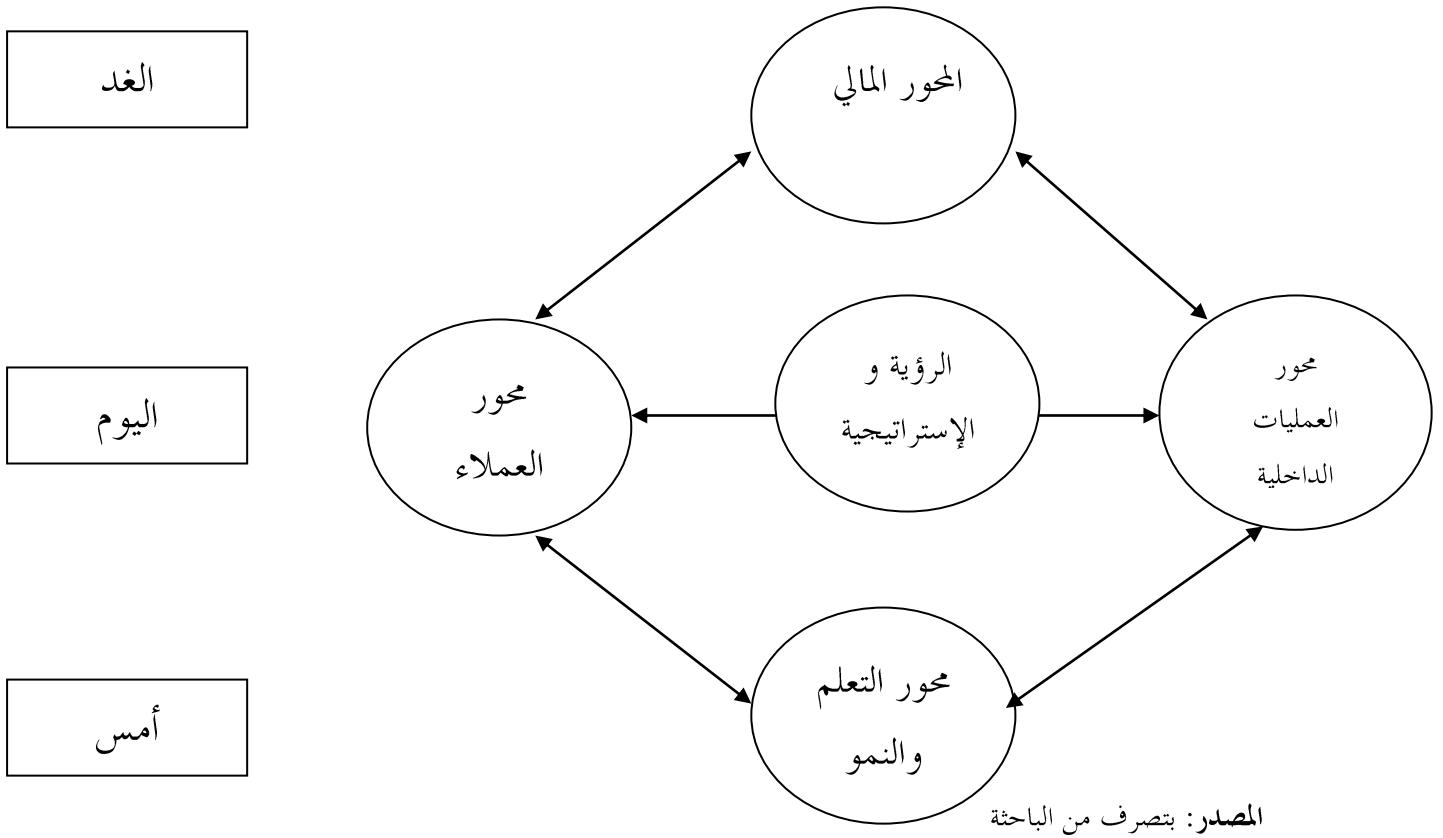 الغد
المحور المالي
اليوم
محور
العملاء
الرؤية و
الإستراتيجية
محور
العمليات
الداخلية
أمس
محور التعلم
والنمو
المصدر: بتصرف من الباحثة